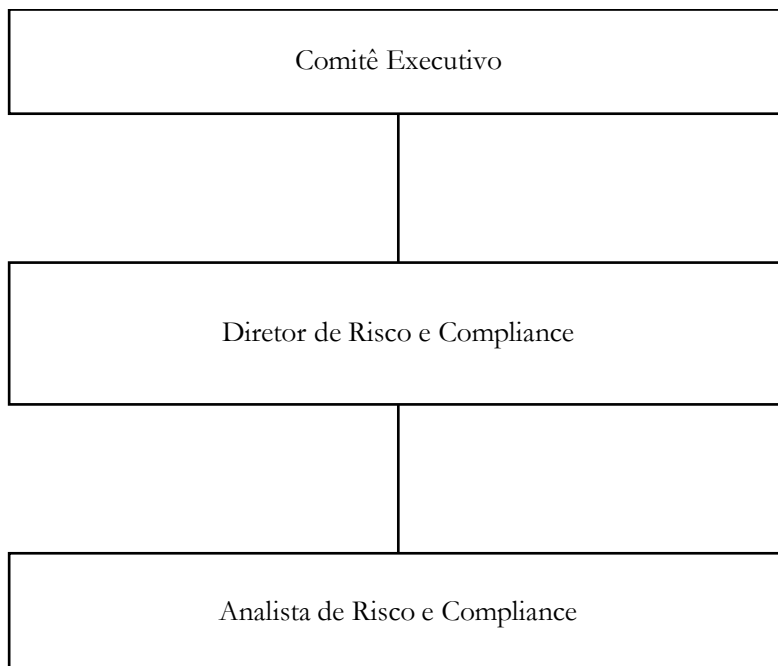 Comitê Executivo
Diretor de Risco e Compliance
Analista de Risco e Compliance